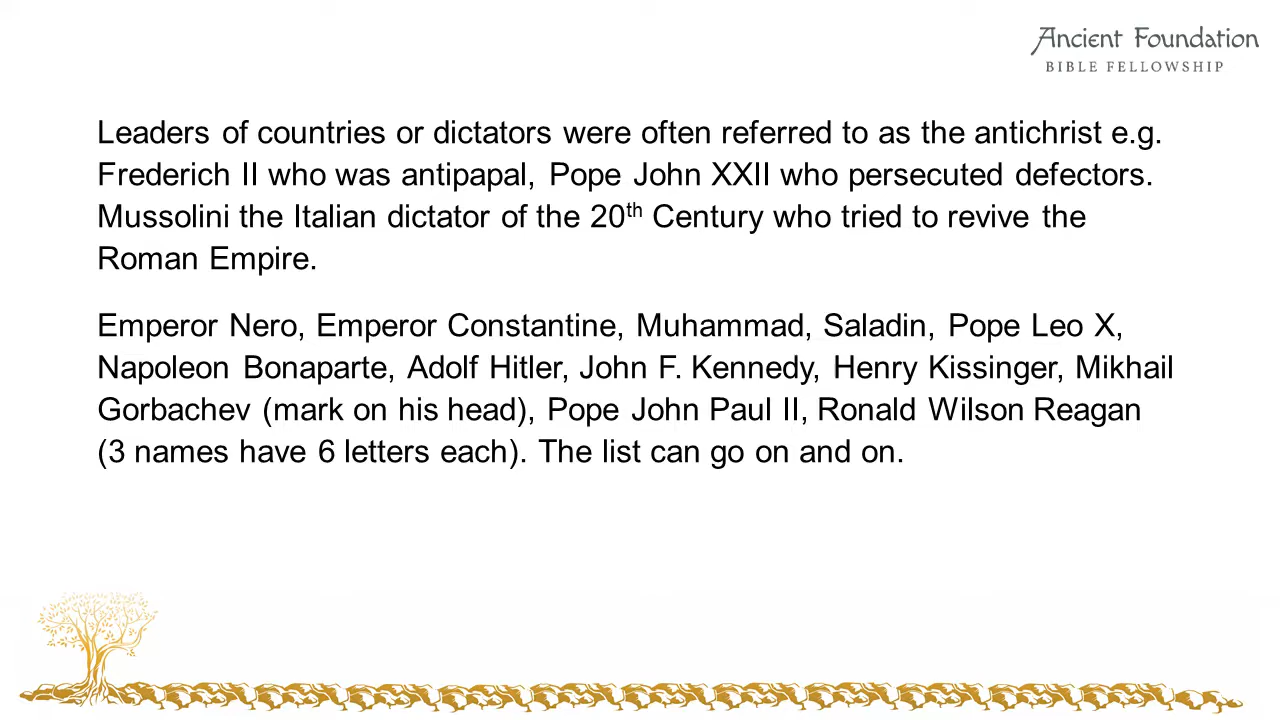 Ancient Foundation
BIBLE FELLOWSHIP
Leaders of countries or dictators were often referred to as the antichrist e.g.
Frederich II who was antipapal, Pope John XXII who persecuted defectors.
Mussolini the Italian dictator of the 20th Century who tried to revive the
Roman Empire.
Emperor Nero, Emperor Constantine, Muhammad, Saladin, Pope Leo X,
Napoleon Bonaparte, Adolf Hitler, John F. Kennedy, Henry Kissinger, Mikhail
Gorbachev (mark on his head), Pope John Paul II, Ronald Wilson Reagan
(3 names have 6 letters each). The list can go on and on.